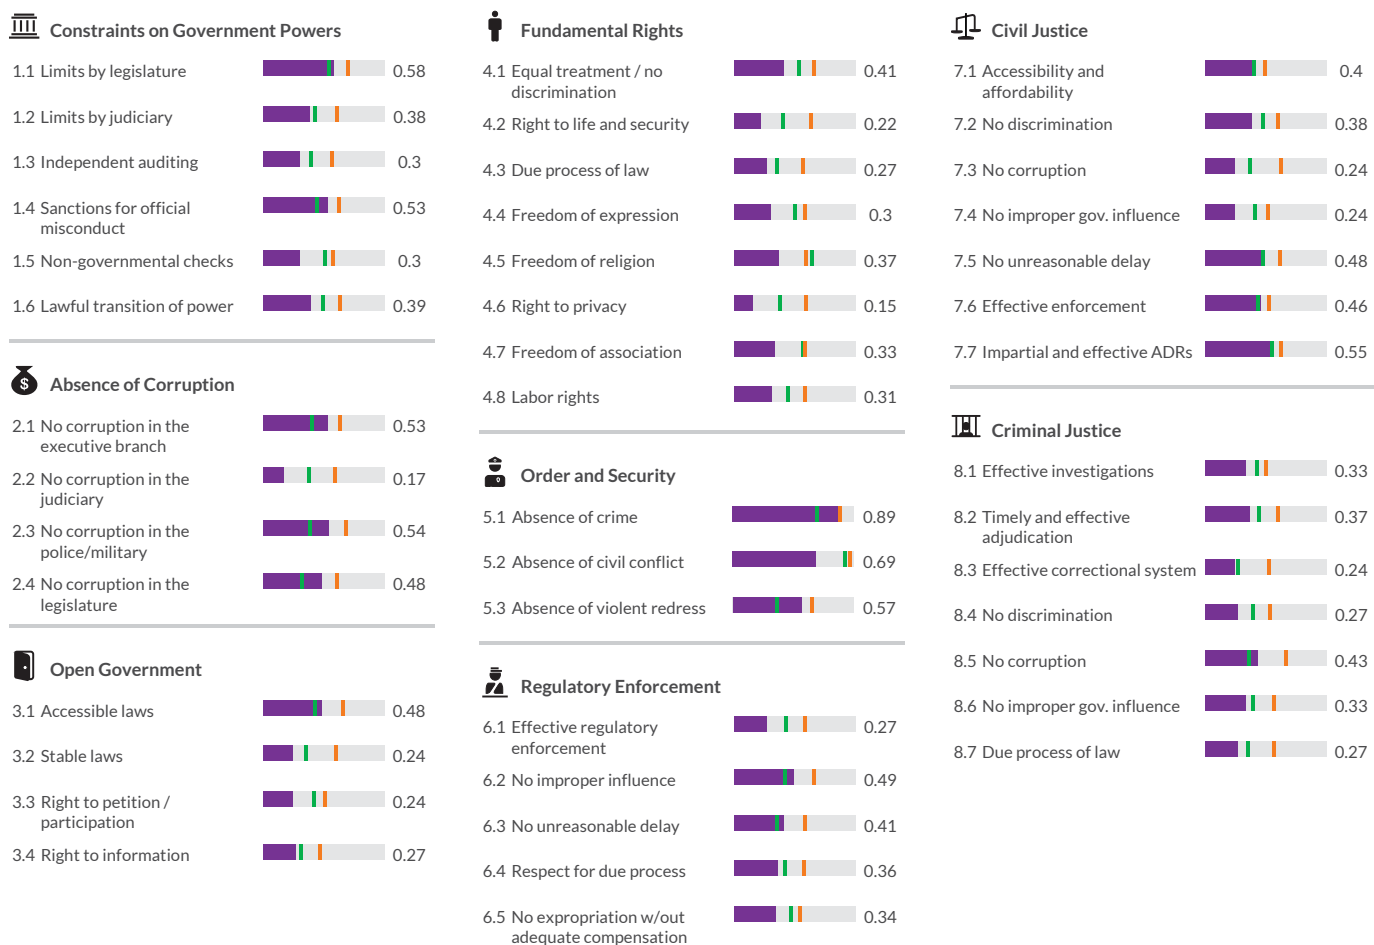 Constraints on Government Powers
1.1 Limits by legislature 0.58
1.2 Limits by judiciary 0.38
1.3 Independent auditing 0.3
1.4 Sanctions for official 0.53
misconduct
1.5 Non-governmental checks 0.3
1.6 Lawful transition of power 0.39
$
Absence of Corruption
2.1 No corruption in the 0.53
executive branch
2.2 No corruption in the 0.17
judiciary
2.3 No corruption in the 0.54
police/military
2.4 No corruption in the 0.48
legislature
Open Government
3.1 Accessible laws 0.48
3.2 Stable laws 0.24
3.3 Right to petition / 0.24
participation
3.4 Right to information 0.27
Fundamental Rights
4.1 Equal treatment / no 0.41
discrimination
4.2 Right to life and security 0.22
4.3 Due process of law 0.27
4.4 Freedom of expression 0.3
4.5 Freedom of religion 0.37
4.6 Right to privacy 0.15
4.7 Freedom of association 0.33
4.8 Labor rights 0.31
Order and Security
5.1 Absence of crime 0.89
5.2 Absence of civil conflict 0.69
5.3 Absence of violent redress 0.57
Regulatory Enforcement
6.1 Effective regulatory 0.27
enforcement
6.2 No improper influence 0.49
6.3 No unreasonable delay 0.41
6.4 Respect for due process 0.36
6.5 No expropriation w/out 0.34
adequate compensation
Civil Justice
7.1 Accessibility and 0.4
affordability
7.2 No discrimination 0.38
7.3 No corruption 0.24
7.4 No improper gov. influence 0.24
7.5 No unreasonable delay 0.48
7.6 Effective enforcement 0.46
7.7 Impartial and effective ADRs 0.55
Criminal Justice
8.1 Effective investigations 0.33
8.2 Timely and effective 0.37
adjudication
8.3 Effective correctional system 0.24
8.4 No discrimination 0.27
8.5 No corruption 0.43
8.6 No improper gov. influence 0.33
8.7 Due process of law 0.27